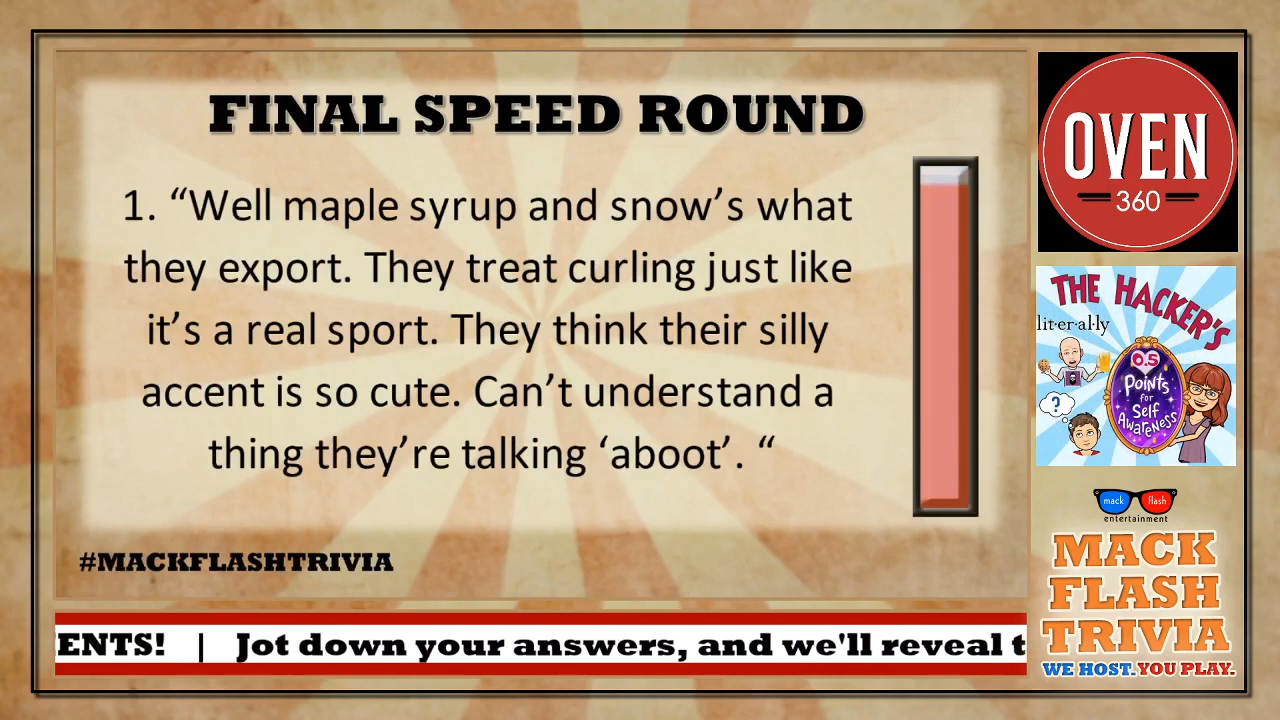 FINAL SPEED ROUND
1. “Well maple syrup and snow’s what
they export. They treat curling just like
it’s a real sport. They think their silly
accent is so cute. Can’t understand a
thing they’re talking ‘aboot’. “
#MACKFLASHTRIVIA
ENTS! | Jot down your answers, and we'll reveal t
OVEN
360
THE HACKER'S
lit·er·al·ly
0.5
Points
for
Self
Awareness
?
mack flash
entertainment
MACK
FLASH
TRIVIA
WE HOST. YOU PLAY.